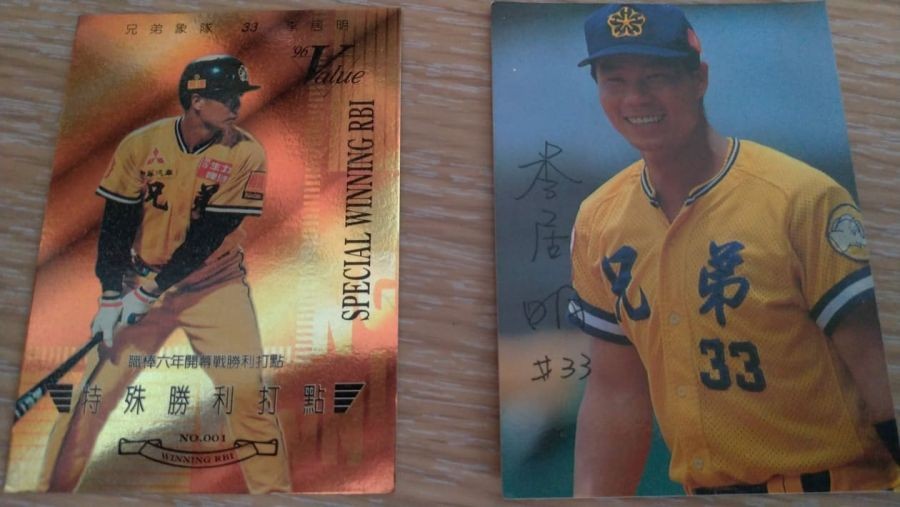 兄弟象隊 33 李居明
'96 Value
SPECIAL WINNING RBI
兄弟
職棒六年開幕戰勝利打點
特殊勝利打點
NO.001
WINNING RBI
李居明
#33
兄弟
33